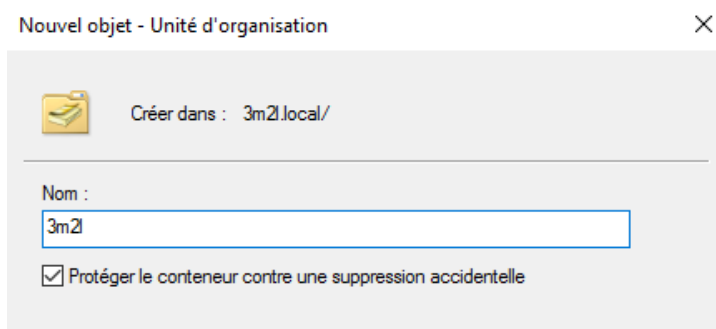 Nouvel objet - Unité d'organisation
Créer dans : 3m2l.local/
Nom :
3m2l
Protéger le conteneur contre une suppression accidentelle